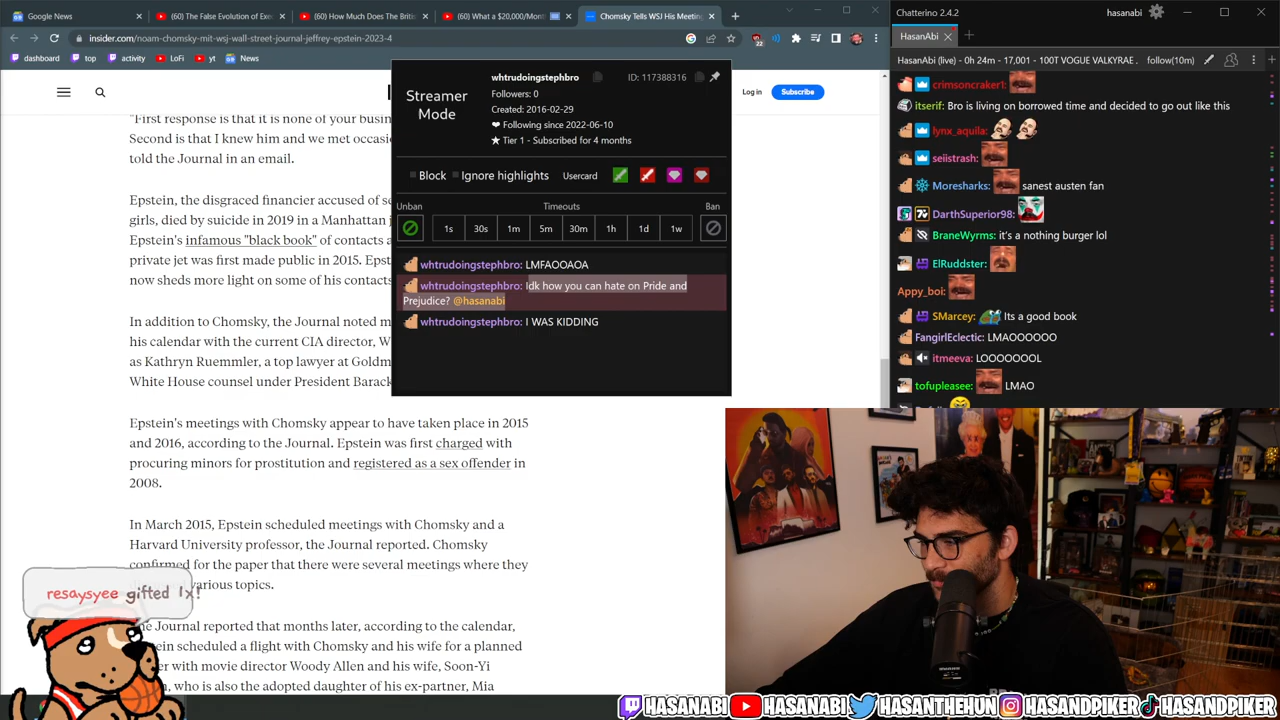 Google News
(60) The False Evolution of Exe
(60) How Much Does The Briti
(60) What a $20,000/Mont
Chomsky Tells WSJ His Meeting
insider.com/noam-chomsky-mit-wsj-wall-street-journal-jeffrey-epstein-2023-4
22
dashboard
top
activity
LoFi
yt
News
Log in
Subscribe
"First response is that it is none of your busin
Second is that I knew him and we met occasi
told the Journal in an email.
Epstein, the disgraced financier accused of se
girls, died by suicide in 2019 in a Manhattan j
Epstein's infamous "black book" of contacts a
private jet was first made public in 2015. Epst
now sheds more light on some of his contacts
In addition to Chomsky, the Journal noted m
his calendar with the current CIA director, W
as Kathryn Ruemmler, a top lawyer at Goldm
White House counsel under President Barack
Epstein's meetings with Chomsky appear to have taken place in 2015
and 2016, according to the Journal. Epstein was first charged with
procuring minors for prostitution and registered as a sex offender in
2008.
In March 2015, Epstein scheduled meetings with Chomsky and a
Harvard University professor, the Journal reported. Chomsky
confirmed for the paper that there were several meetings where they
various topics.
Journal reported that months later, according to the calendar,
scheduled a flight with Chomsky and his wife for a planned
with movie director Woody Allen and his wife, Soon-Yi
who is also the adopted daughter of his ex-partner, Mia
resaysyee gifted 1x!
Streamer
Mode
whtrudoingstephbro
ID: 117388316
Followers: 0
Created: 2016-02-29
❤ Following since 2022-06-10
★ Tier 1 - Subscribed for 4 months
Block
Ignore highlights
Usercard
Unban
Timeouts
Ban
1s
30s
1m
5m
30m
1h
1d
1w
whtrudoingstephbro: LMFAOOAOA
whtrudoingstephbro: Idk how you can hate on Pride and
Prejudice? @hasanabi
whtrudoingstephbro: I WAS KIDDING
Chatterino 2.4.2
hasanabi
HasanAbi
HasanAbi (live) - 0h 24m - 17,001 - 100T VOGUE VALKYRAE .
follow(10m)
crimsoncraker1:
itserif: Bro is living on borrowed time and decided to go out like this
lynx_aquila:
seiistrash:
Moresharks: sanest austen fan
DarthSuperior98:
BraneWyrms: it's a nothing burger lol
ElRuddster:
Appy_boi:
SMarcey: Its a good book
FangirlEclectic: LMAOOOOOO
itmeeva: LOOOOOOOL
tofupleasee: LMAO
HASANABI
HASANABI
HASANTHEHUN
HASANDPIKER
HASANDPIKER